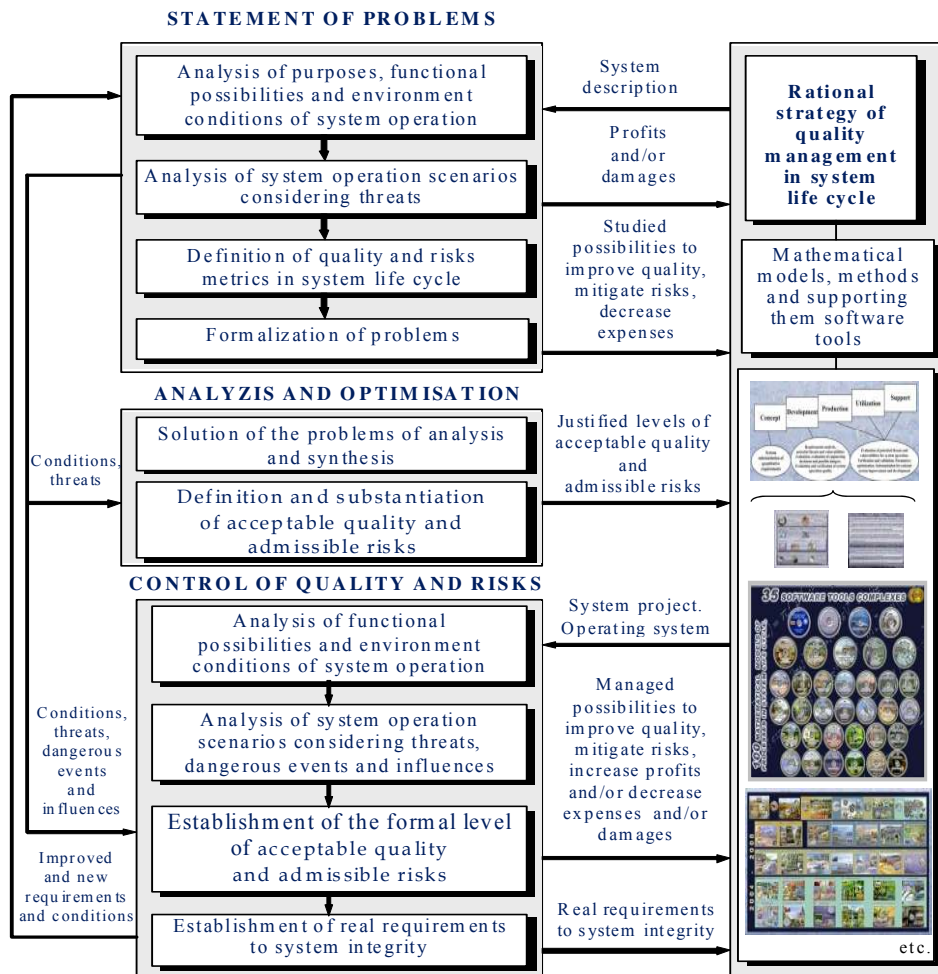 STATEMENT OF PROBLEMS
Analysis of purposes, functional
possibilities and environment
conditions of system operation
Analysis of system operation scenarios
considering threats
Definition of quality and risks
metrics in system life cycle
Formalization of problems
System
description
Profits
and/or
damages
Studied
possibilities to
improve quality,
mitigate risks,
decrease
expenses
Rational
strategy of
quality
management
in system
life cycle
Mathematical
models, methods
and supporting
them software
tools
ANALYZIS AND OPTIMISATION
Solution of the problems of analysis
and synthesis
Definition and substantiation
of acceptable quality and
admissible risks
Conditions,
threats
Justified levels of
acceptable quality
and
admissible risks
Concept
Development
Production
Utilization
Support
35 SOFTWARE TOOLS COMPLEXES
100 MATHEMATICAL MODELS OF
2004 - 2008
etc.
CONTROL OF QUALITY AND RISKS
Analysis of functional
possibilities and environment
conditions of system operation
Analysis of system operation
scenarios considering threats,
dangerous events and influences
Establishment of the formal level
of acceptable quality
and admissible risks
Establishment of real requirements
to system integrity
Conditions,
threats,
dangerous
events
and
influences
Improved
and new
requirements
and conditions
System project.
Operating system
Managed
possibilities to
improve quality,
mitigate risks,
increase profits
and/or decrease
expenses and/or
damages
Real requirements
to system integrity